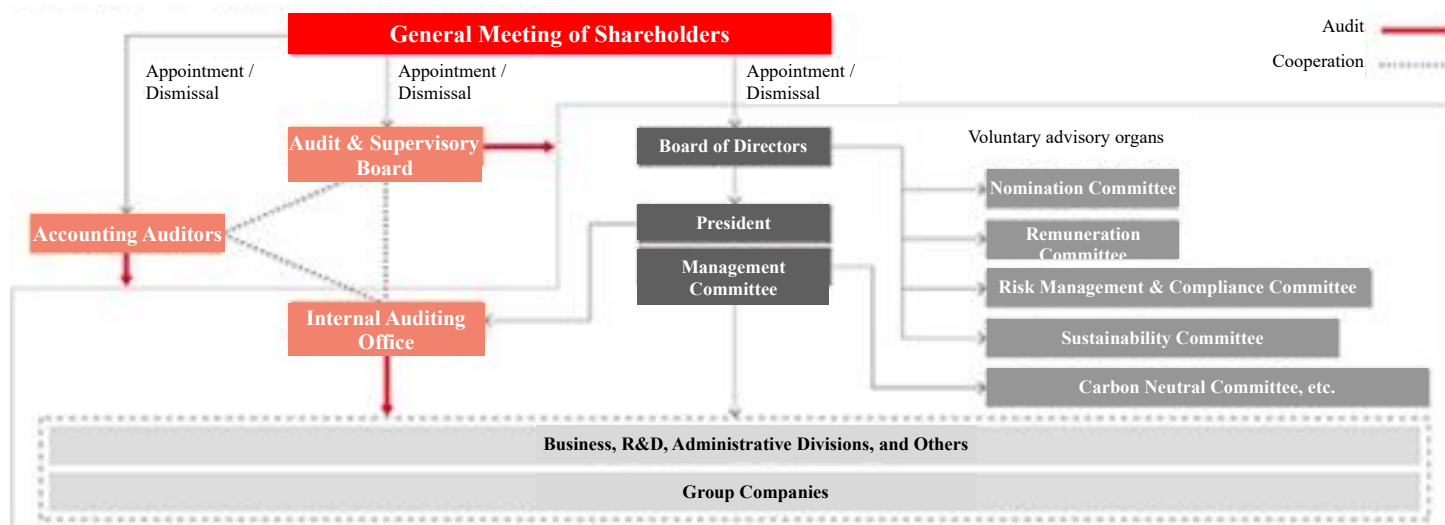 General Meeting of Shareholders
Audit
Cooperation
Appointment /
Dismissal
Appointment /
Dismissal
Appointment /
Dismissal
Audit & Supervisory
Board
Board of Directors
Voluntary advisory organs
Nomination Committee
Accounting Auditors
President
Remuneration
Committee
Management
Committee
Risk Management & Compliance Committee
Internal Auditing
Office
Sustainability Committee
Carbon Neutral Committee, etc.
Business, R&D, Administrative Divisions, and Others
Group Companies